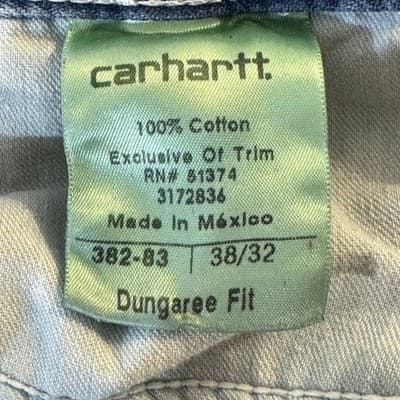 carhartt.
100% Cotton
Exclusive Of Trim
RN# 51374
3172836
Made In México
382-83 | 38/32
Dungaree Fit